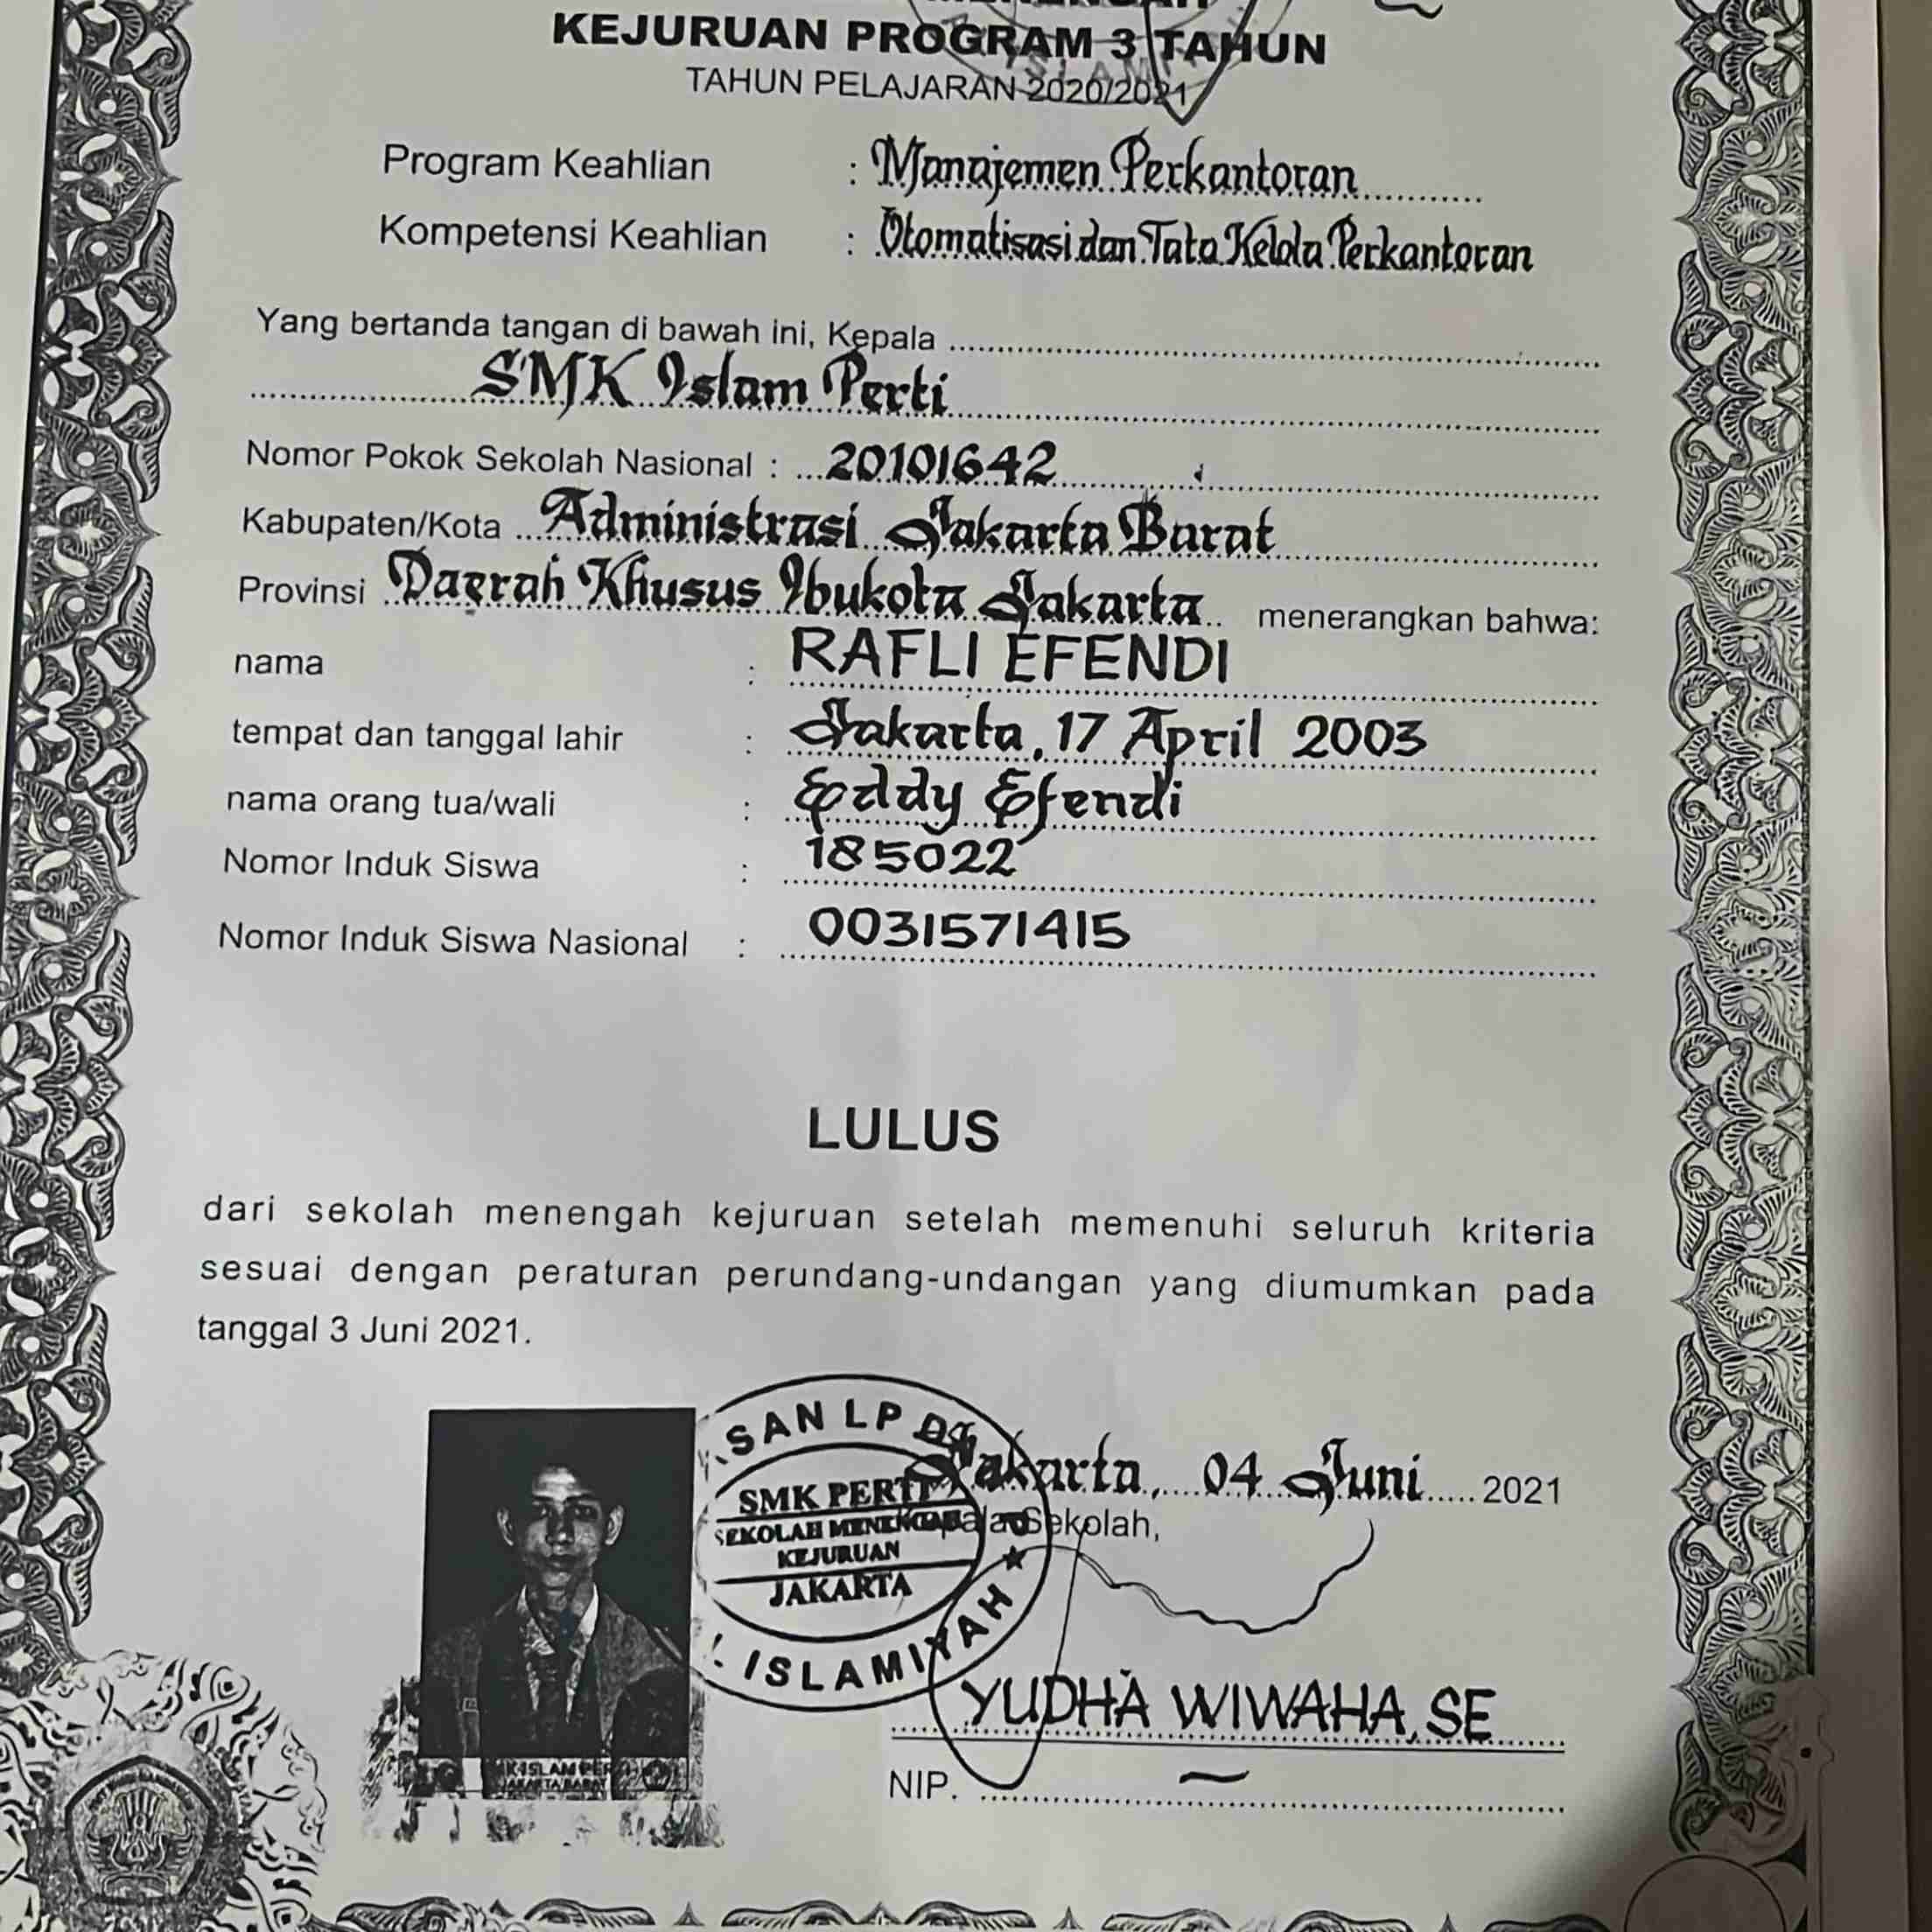 KEJURUAN PROGRAM 3 TAHUN
TAHUN PELAJARAN 2020/2021
Program Keahlian : Manajemen Perkantoran
Kompetensi Keahlian : Otomatisasi dan Tata Kelola Perkantoran
Yang bertanda tangan di bawah ini, Kepala
SMK Islam Perti
Nomor Pokok Sekolah Nasional : 20101642
Kabupaten/Kota Administrasi Jakarta Barat
Provinsi Daerah Khusus Ibukota Jakarta menerangkan bahwa:
nama : RAFLI EFENDI
tempat dan tanggal lahir : Jakarta, 17 April 2003
nama orang tua/wali : Eddy Efendi
Nomor Induk Siswa : 185022
Nomor Induk Siswa Nasional : 0031571415
LULUS
dari sekolah menengah kejuruan setelah memenuhi seluruh kriteria
sesuai dengan peraturan perundang-undangan yang diumumkan pada
tanggal 3 Juni 2021.
Jakarta, 04 Juni 2021
Sekolah,
SAN LP
SMK PERTI
SEKOLAH MENENGAH
KEJURUAN
JAKARTA
ISLAMIYAH
YUDHA WIWAHA, SE
NIP. –